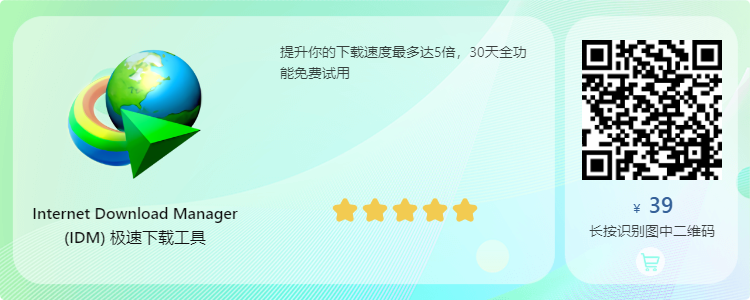 提升你的下载速度最多达5倍，30天全功
能免费试用
Internet Download Manager
(IDM) 极速下载工具
¥ 39
长按识别图中二维码